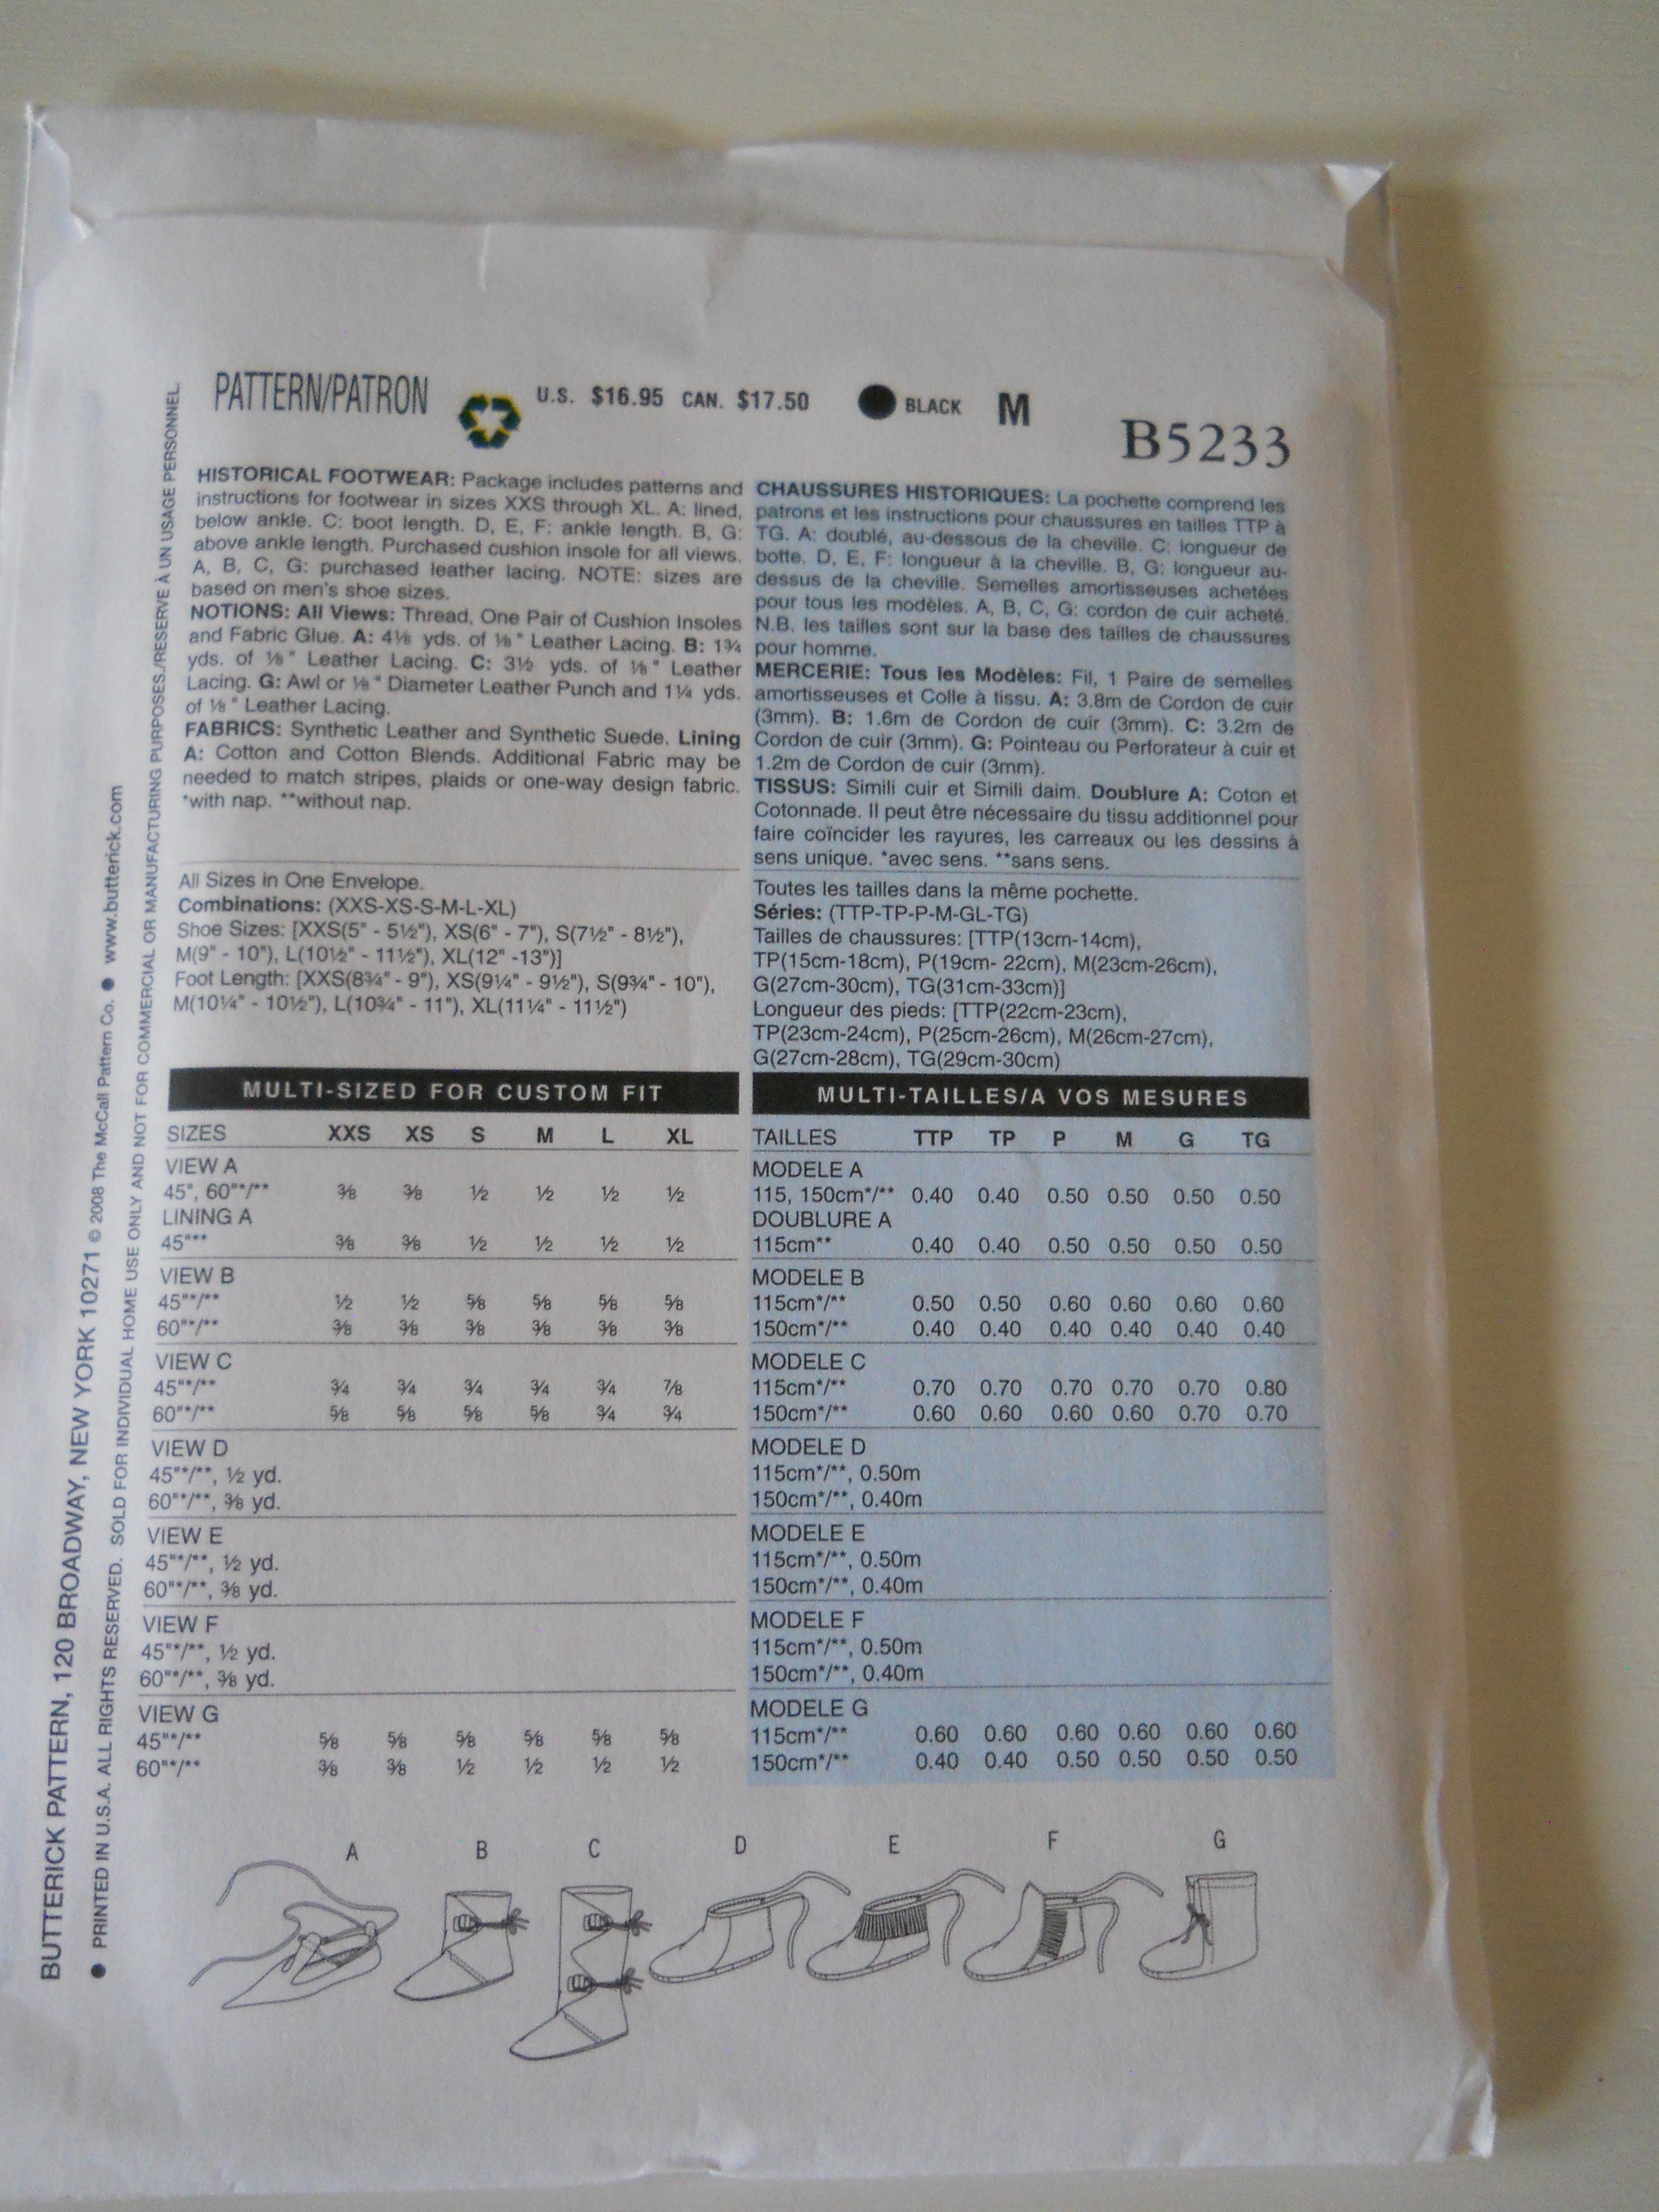 PATTERN/PATRON
U.S. $16.95 CAN. $17.50
BLACK M
B5233
HISTORICAL FOOTWEAR: Package includes patterns and
instructions for footwear in sizes XXS through XL. A: lined,
below ankle. C: boot length. D, E, F: ankle length. B, G:
above ankle length. Purchased cushion insole for all views.
A, B, C, G: purchased leather lacing. NOTE: sizes are
based on men's shoe sizes.
NOTIONS: All Views: Thread, One Pair of Cushion Insoles
and Fabric Glue. A: 4⅛ yds. of ⅛" Leather Lacing. B: 1¾
yds. of ⅛" Leather Lacing. C: 3½ yds. of ⅛" Leather
Lacing. G: Awl or ⅛" Diameter Leather Punch and 1¼ yds.
of ⅛" Leather Lacing.
FABRICS: Synthetic Leather and Synthetic Suede. Lining
A: Cotton and Cotton Blends. Additional Fabric may be
needed to match stripes, plaids or one-way design fabric.
*with nap. **without nap.
All Sizes in One Envelope.
Combinations: (XXS-XS-S-M-L-XL)
Shoe Sizes: [XXS(5" - 5½"), XS(6" - 7"), S(7½" - 8½"),
M(9" - 10"), L(10½" - 11½"), XL(12" -13")]
Foot Length: [XXS(8¾" - 9"), XS(9¼" - 9½"), S(9¾" - 10"),
M(10¼" - 10½"), L(10¾" - 11"), XL(11¼" - 11½")
MULTI-SIZED FOR CUSTOM FIT
SIZES XXS XS S M L XL
VIEW A
45", 60"*/** ⅜ ⅜ ½ ½ ½ ½
LINING A
45"** ⅜ ⅜ ½ ½ ½ ½
VIEW B
45"*/** ½ ½ ⅝ ⅝ ⅝ ⅝
60"*/** ⅜ ⅜ ⅜ ⅜ ⅜ ⅜
VIEW C
45"*/** ¾ ¾ ¾ ¾ ¾ ⅞
60"*/** ⅝ ⅝ ⅝ ⅝ ¾ ¾
VIEW D
45"*/**, ½ yd.
60"*/**, ⅜ yd.
VIEW E
45"*/**, ½ yd.
60"*/**, ⅜ yd.
VIEW F
45"*/**, ½ yd.
60"*/**, ⅜ yd.
VIEW G
45"*/** ⅝ ⅝ ⅝ ⅝ ⅝ ⅝
60"*/** ⅜ ⅜ ½ ½ ½ ½
CHAUSSURES HISTORIQUES: La pochette comprend les
patrons et les instructions pour chaussures en tailles TTP à
TG. A: doublé, au-dessous de la cheville. C: longueur de
botte. D, E, F: longueur à la cheville. B, G: longueur au-
dessus de la cheville. Semelles amortisseuses achetées
pour tous les modèles. A, B, C, G: cordon de cuir acheté.
N.B. les tailles sont sur la base des tailles de chaussures
pour homme.
MERCERIE: Tous les Modèles: Fil, 1 Paire de semelles
amortisseuses et Colle à tissu. A: 3.8m de Cordon de cuir
(3mm). B: 1.6m de Cordon de cuir (3mm). C: 3.2m de
Cordon de cuir (3mm). G: Pointeau ou Perforateur à cuir et
1.2m de Cordon de cuir (3mm).
TISSUS: Simili cuir et Simili daim. Doublure A: Coton et
Cotonnade. Il peut être nécessaire du tissu additionnel pour
faire coïncider les rayures, les carreaux ou les dessins à
sens unique. *avec sens. **sans sens.
Toutes les tailles dans la même pochette.
Séries: (TTP-TP-P-M-GL-TG)
Tailles de chaussures: [TTP(13cm-14cm),
TP(15cm-18cm), P(19cm- 22cm), M(23cm-26cm),
G(27cm-30cm), TG(31cm-33cm)]
Longueur des pieds: [TTP(22cm-23cm),
TP(23cm-24cm), P(25cm-26cm), M(26cm-27cm),
G(27cm-28cm), TG(29cm-30cm)
MULTI-TAILLES/A VOS MESURES
TAILLES TTP TP P M G TG
MODELE A
115, 150cm*/** 0.40 0.40 0.50 0.50 0.50 0.50
DOUBLURE A
115cm** 0.40 0.40 0.50 0.50 0.50 0.50
MODELE B
115cm*/** 0.50 0.50 0.60 0.60 0.60 0.60
150cm*/** 0.40 0.40 0.40 0.40 0.40 0.40
MODELE C
115cm*/** 0.70 0.70 0.70 0.70 0.70 0.80
150cm*/** 0.60 0.60 0.60 0.60 0.70 0.70
MODELE D
115cm*/**, 0.50m
150cm*/**, 0.40m
MODELE E
115cm*/**, 0.50m
150cm*/**, 0.40m
MODELE F
115cm*/**, 0.50m
150cm*/**, 0.40m
MODELE G
115cm*/** 0.60 0.60 0.60 0.60 0.60 0.60
150cm*/** 0.40 0.40 0.50 0.50 0.50 0.50
A B C D E F G
BUTTERICK PATTERN, 120 BROADWAY, NEW YORK 10271 © 2008 The McCall Pattern Co. ● www.butterick.com
● PRINTED IN U.S.A. ALL RIGHTS RESERVED. SOLD FOR INDIVIDUAL HOME USE ONLY AND NOT FOR COMMERCIAL OR MANUFACTURING PURPOSES./RESERVÉ À UN USAGE PERSONNEL.